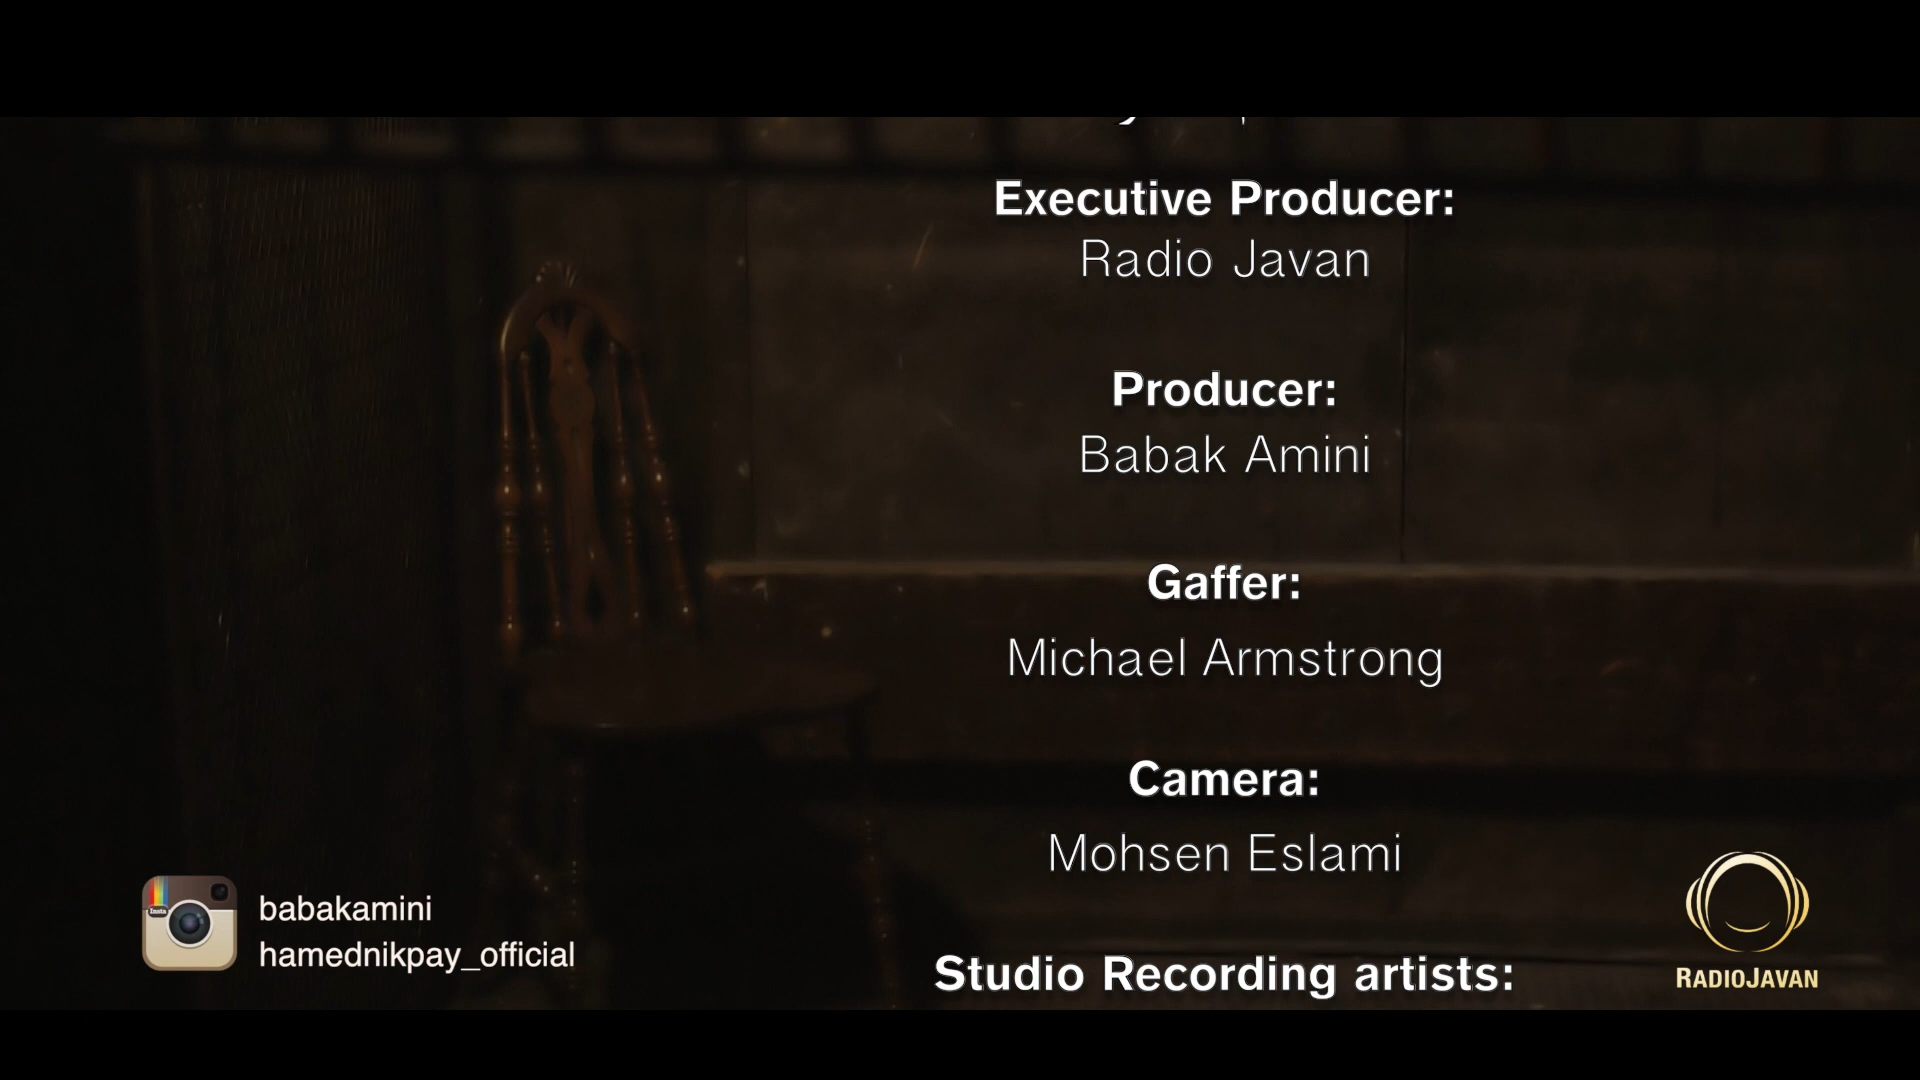 Executive Producer:
Radio Javan
Producer:
Babak Amini
Gaffer:
Michael Armstrong
Camera:
Mohsen Eslami
Studio Recording artists:
Insta
babakamini
hamednikpay_official
RADIOJAVAN